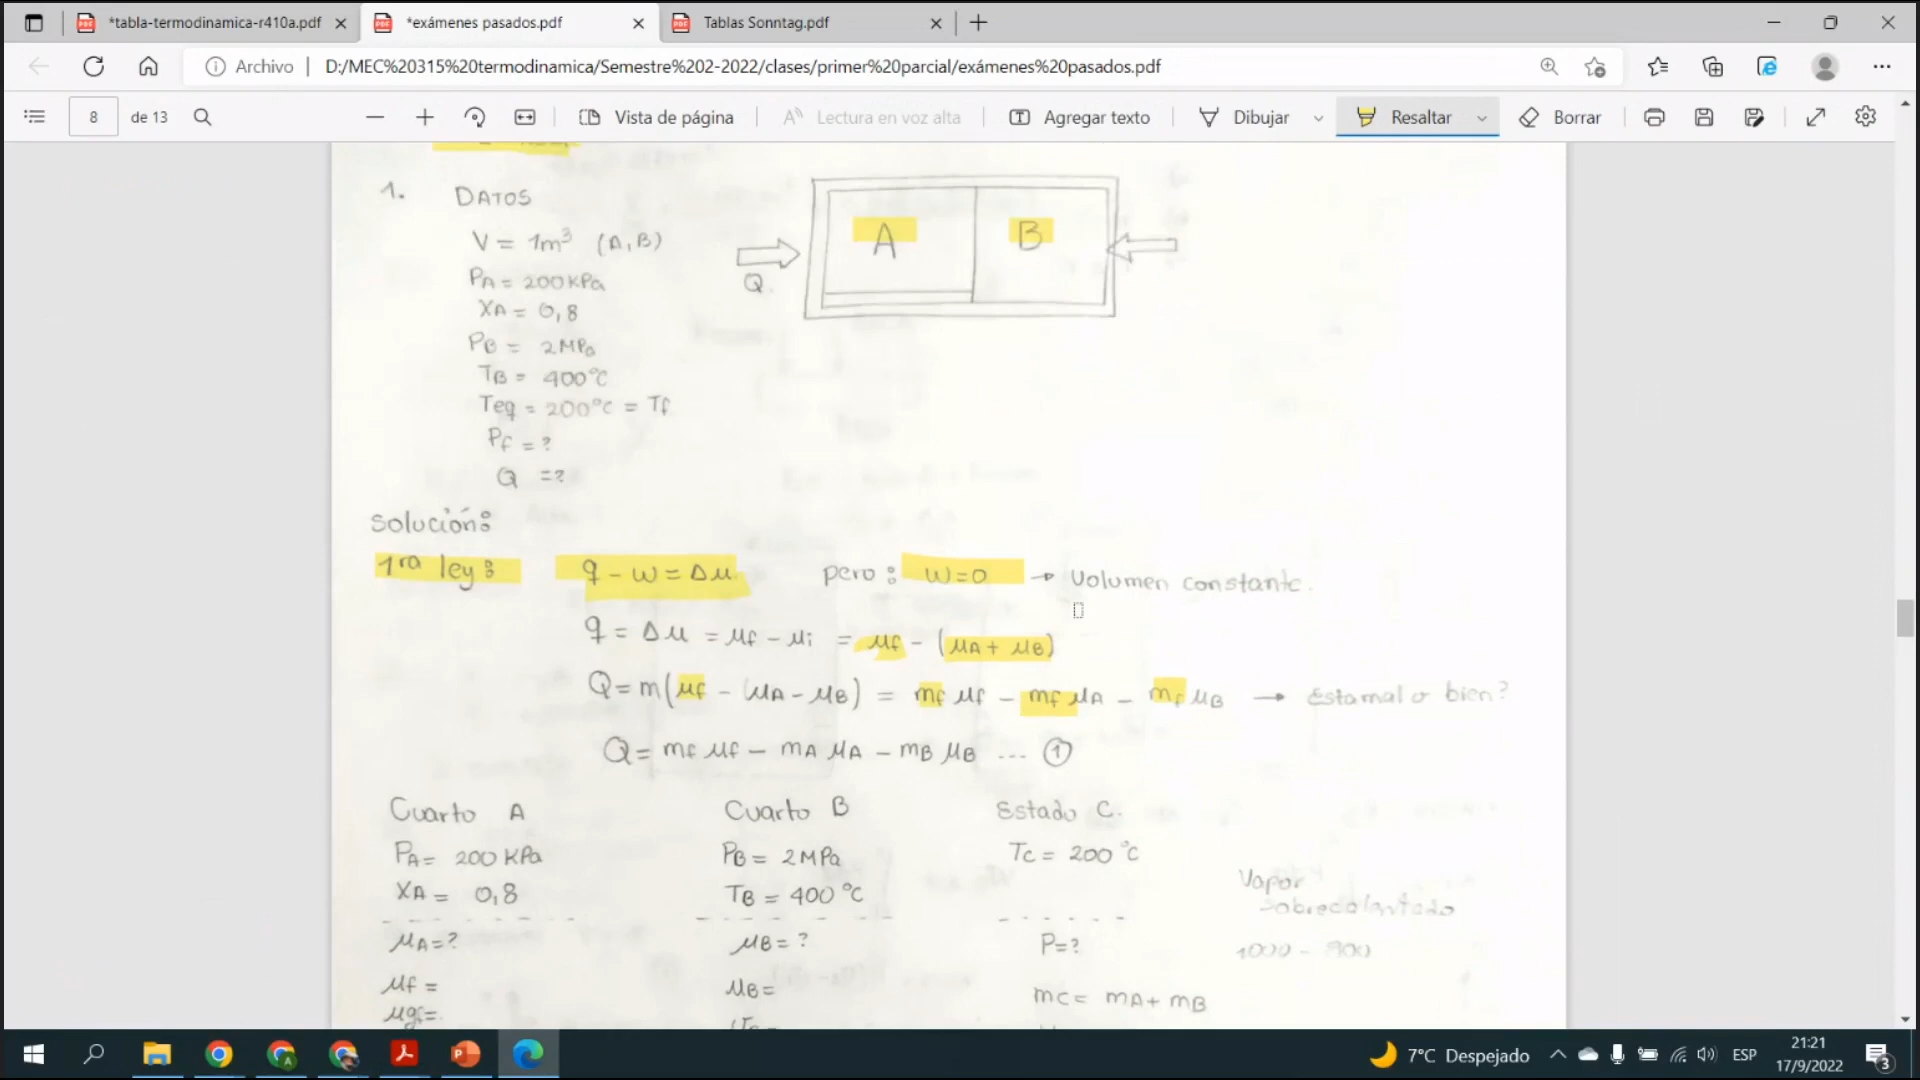 *tabla-termodinamica-r410a.pdf
*exámenes pasados.pdf
Tablas Sonntag.pdf
Archivo
D:/MEC%20315%20termodinamica/Semestre%202-2022/clases/primer%20parcial/exámenes%20pasados.pdf
8 de 13
Vista de página
Lectura en voz alta
Agregar texto
Dibujar
Resaltar
Borrar
1. DATOS
V = 1m³ (A,B)
PA = 200 KPa
XA = 0,8
PB = 2MPa
TB = 400°C
Teq = 200°C = Tf
Pf = ?
Q = ?
Q
A
B
Solución:
1ra ley: q - w = Δu pero: w=0 → Volumen constante.
q = Δu = uf - ui = uf - (uA + uB)
Q = m(uf - (uA - uB) = mf uf - mf uA - mf uB → Esta mal o bien?
Q = mf uf - mA uA - mB uB ... ①
Cuarto A Cuarto B Estado C.
PA = 200 KPa PB = 2MPa TC = 200 °C
XA = 0,8 TB = 400 °C
Vapor
Sobrecalentado
uA = ? uB = ? P = ?
1000 - 900
uf = uB = mC = mA + mB
ug =
7°C Despejado
ESP
21:21
17/9/2022
3